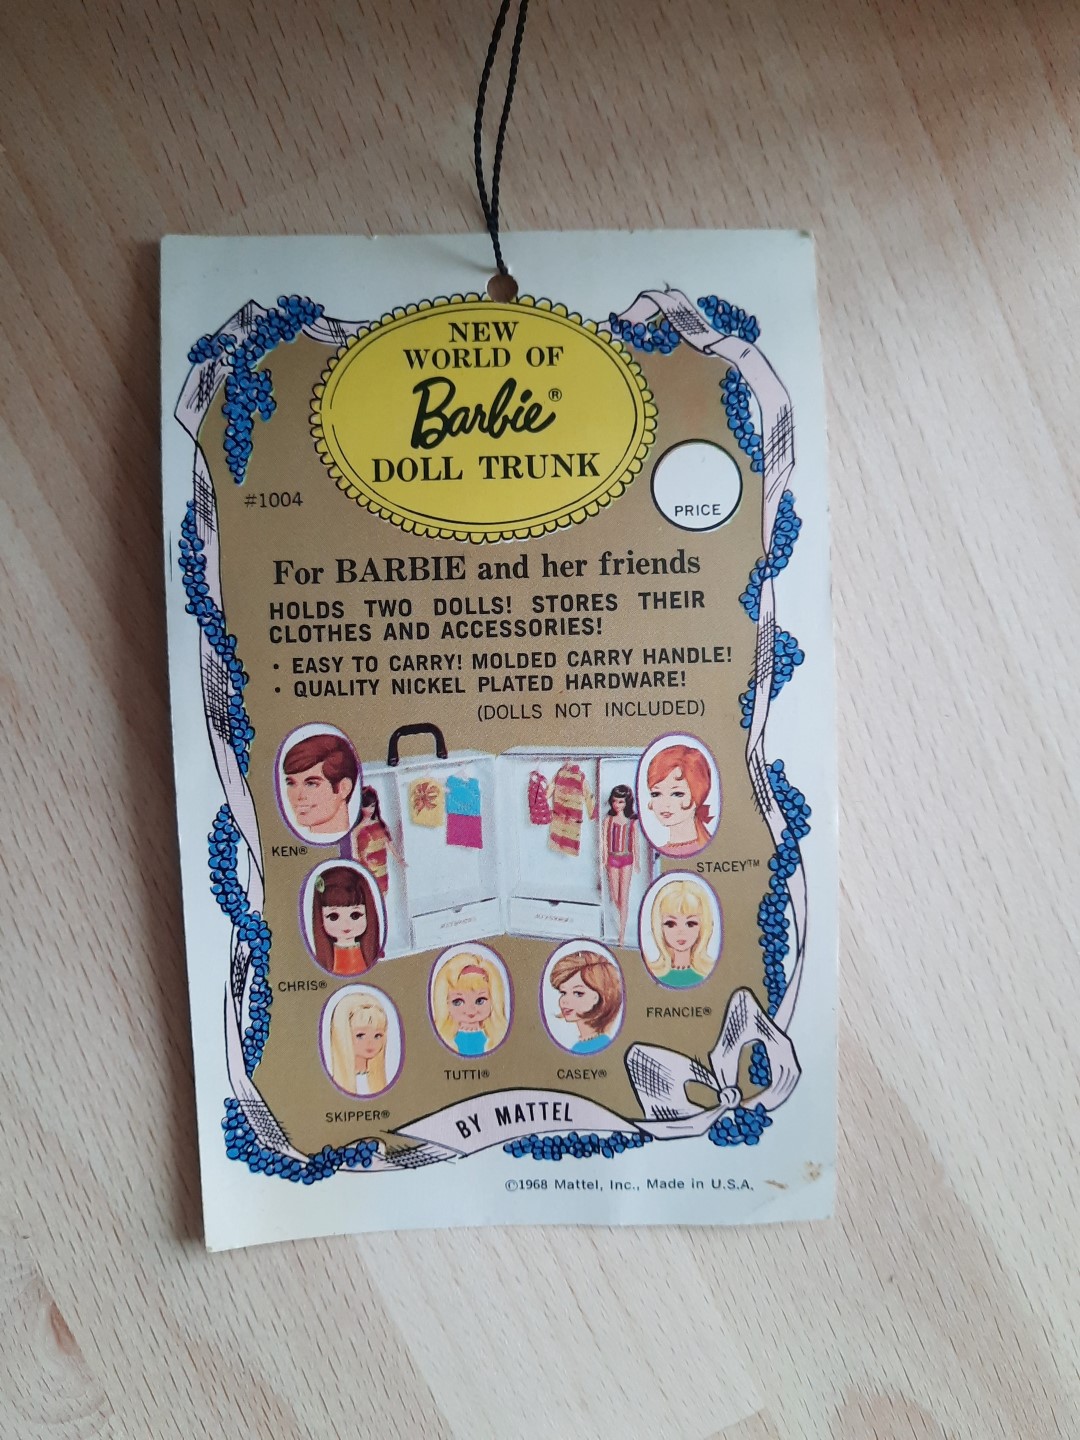 NEW
WORLD OF
Barbie®
DOLL TRUNK
#1004
PRICE
For BARBIE and her friends
HOLDS TWO DOLLS! STORES THEIR
CLOTHES AND ACCESSORIES!
• EASY TO CARRY! MOLDED CARRY HANDLE!
• QUALITY NICKEL PLATED HARDWARE!
(DOLLS NOT INCLUDED)
KEN®
STACEY™
CHRIS®
FRANCIE®
TUTTI®
CASEY®
SKIPPER®
BY MATTEL
©1968 Mattel, Inc., Made in U.S.A.